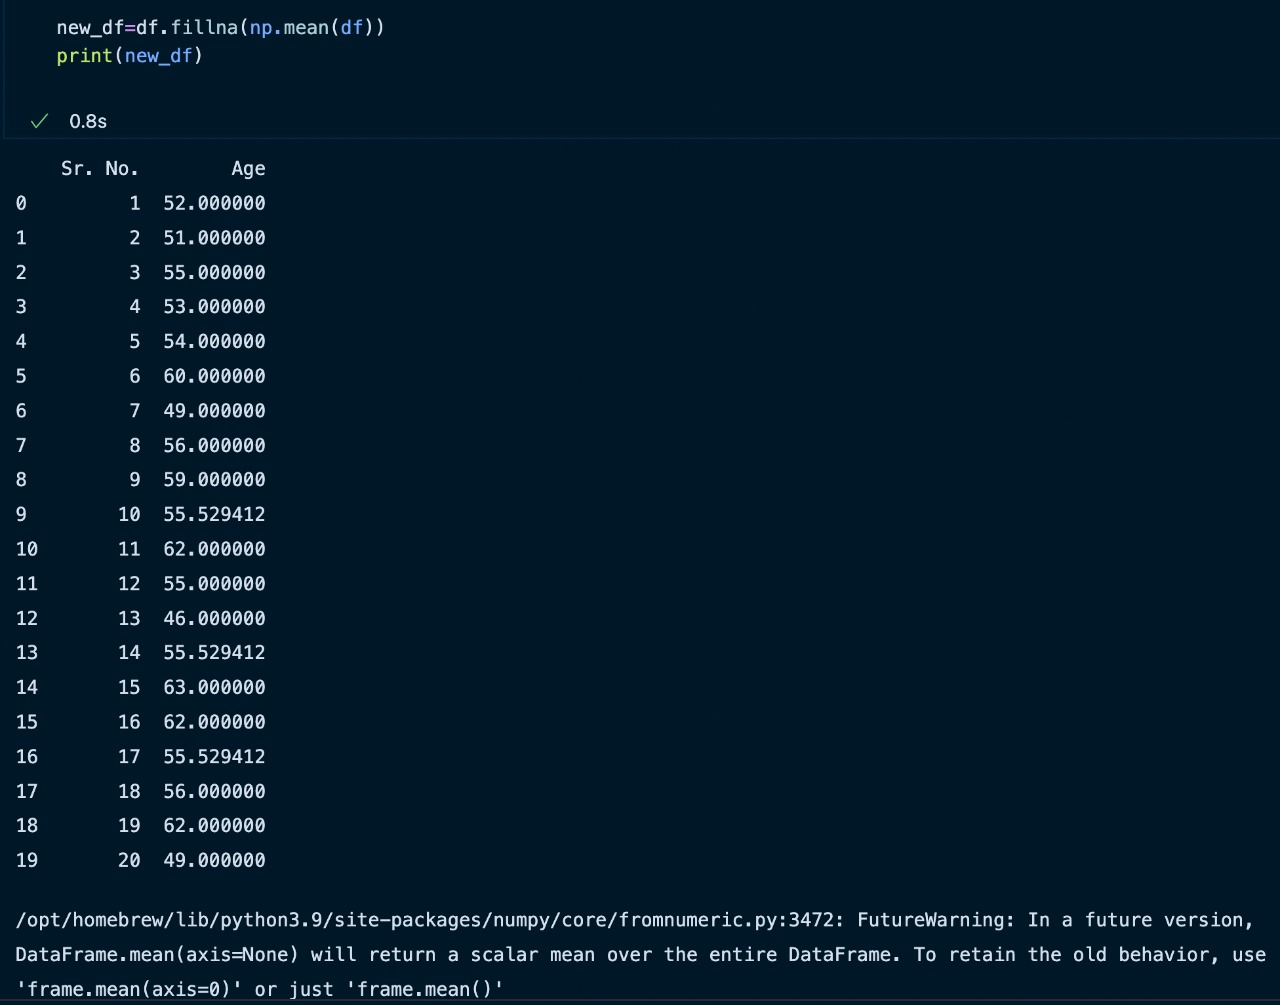 new_df=df.fillna(np.mean(df))
print(new_df)
✓ 0.8s
Sr. No. Age
0 1 52.000000
1 2 51.000000
2 3 55.000000
3 4 53.000000
4 5 54.000000
5 6 60.000000
6 7 49.000000
7 8 56.000000
8 9 59.000000
9 10 55.529412
10 11 62.000000
11 12 55.000000
12 13 46.000000
13 14 55.529412
14 15 63.000000
15 16 62.000000
16 17 55.529412
17 18 56.000000
18 19 62.000000
19 20 49.000000
/opt/homebrew/lib/python3.9/site-packages/numpy/core/fromnumeric.py:3472: FutureWarning: In a future version,
DataFrame.mean(axis=None) will return a scalar mean over the entire DataFrame. To retain the old behavior, use
'frame.mean(axis=0)' or just 'frame.mean()'